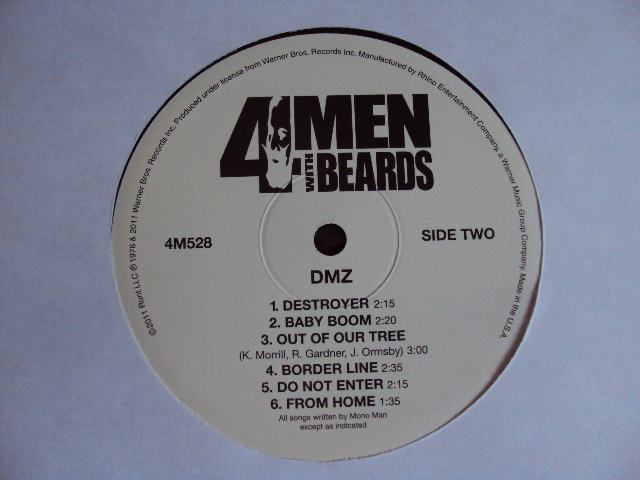 ©2011 Runt LLC ℗ 1978 & 2011 Warner Bros. Records Inc. Produced under license from Warner Bros. Records Inc. Manufactured by Rhino Entertainment Company, a Warner Music Group Company. Made in the U.S.A.
4 MEN
WITH BEARDS
4M528
SIDE TWO
DMZ
1. DESTROYER 2:15
2. BABY BOOM 2:20
3. OUT OF OUR TREE
(K. Morrill, R. Gardner, J. Ormsby) 3:00
4. BORDER LINE 2:35
5. DO NOT ENTER 2:15
6. FROM HOME 1:35
All songs written by Mono Man
except as indicated